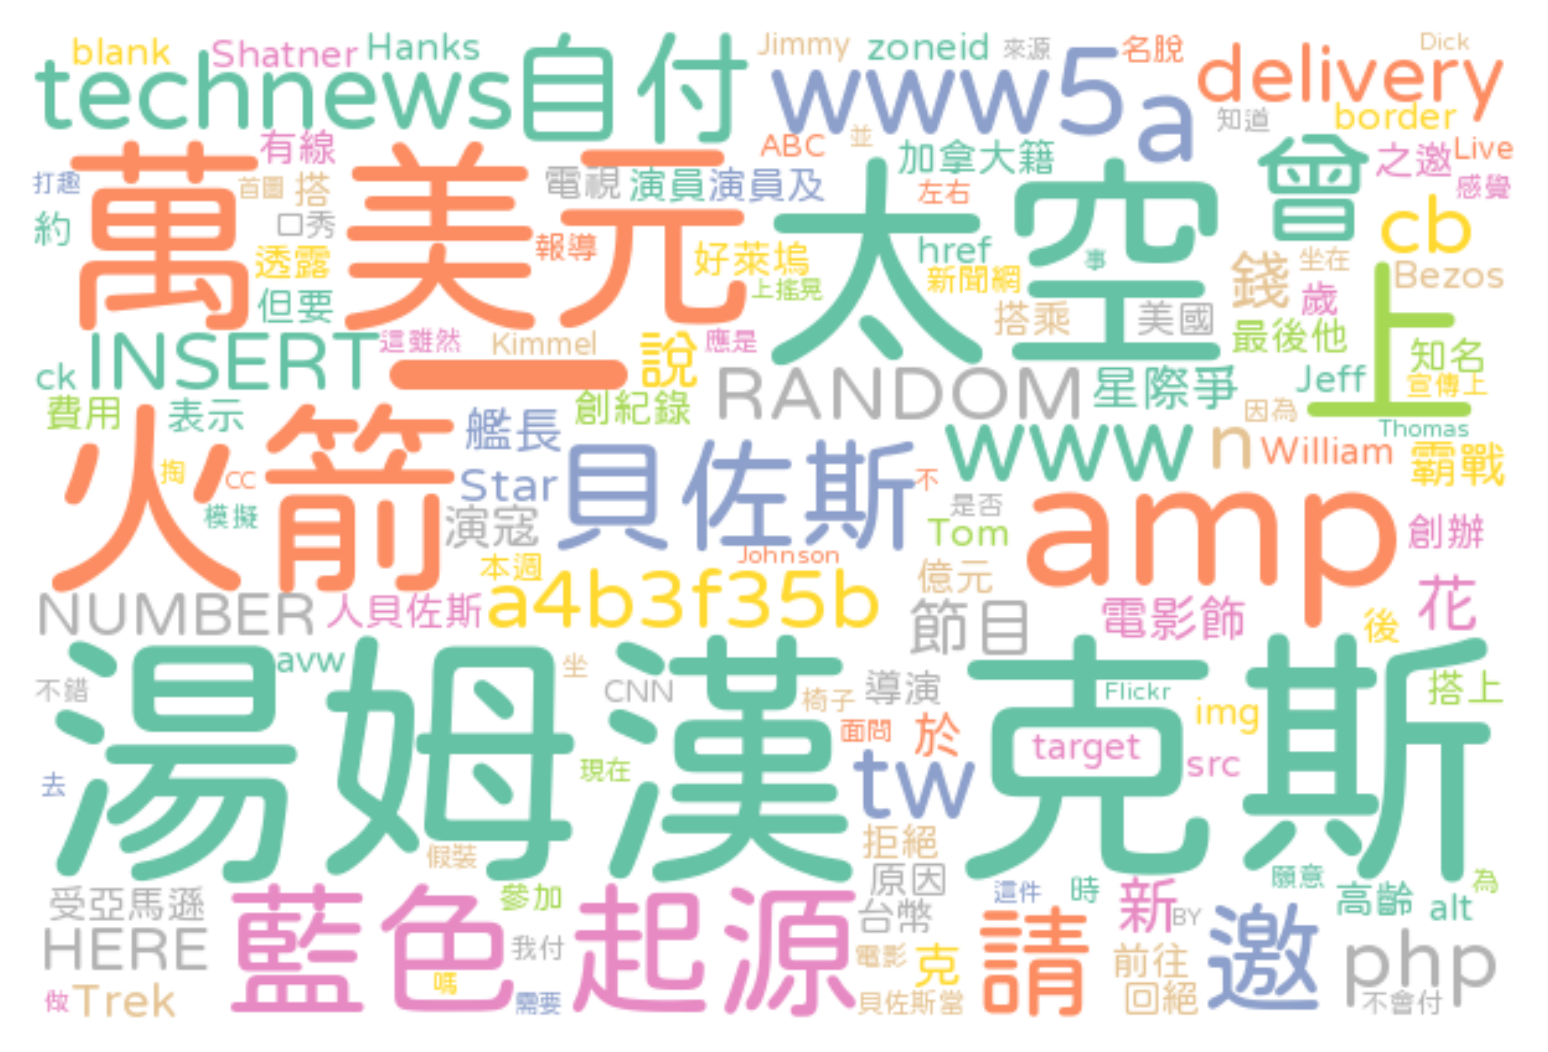 blank Shatner Hanks Jimmy zoneid 來源 名脫 Dick
technews 自付 www5 a delivery
知道 border
有線 ABC 並 加拿大籍 曾 之邀 Live
打趣 首圖 搭 萬 美元 電視 演員 演員及 太空 左右 感覺
約 口秀 報導 href cb
透露 好萊塢 事 錢 坐在 Bezos
但要 上搖晃 新聞網 搭乘 美國 歲 上
INSERT 這雖然 Kimmel 說 應是 最後他 知名
ck 一 RANDOM 星際爭 Jeff 宣傳上
費用 表示 創紀錄 因為 Thomas
火箭 艦長 貝佐斯 www n William 霸戰
掏 cc Star 不 amp
模擬 演寇 是否 Tom 創辦
本週 Johnson 億元
NUMBER 人貝佐斯 a4b3f35b 節目 電影飾 後 花
湯姆漢克斯 avw 坐 CNN 導演 Flickr 搭上
不錯 椅子 面問 於 target img
去 現在 tw src
假裝 拒絕
受亞馬遜 參加 原因 這件 時 願意 高齡 alt 為
HERE 藍色起源 台幣 請 新 BY 邀 php
我付 電影 克 前往
做 Trek 嗎 需要 貝佐斯當 回絕 不會付